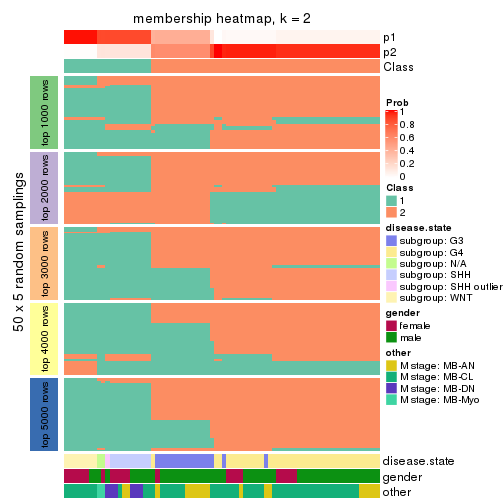 membership heatmap, k = 2
p1
p2
Class
50 x 5 random samplings
top 1000 rows
top 2000 rows
top 3000 rows
top 4000 rows
top 5000 rows
disease.state
gender
other
Prob
1
0.8
0.6
0.4
0.2
0
Class
1
2
disease.state
subgroup: G3
subgroup: G4
subgroup: N/A
subgroup: SHH
subgroup: SHH outlier
subgroup: WNT
gender
female
male
other
M stage: MB-AN
M stage: MB-CL
M stage: MB-DN
M stage: MB-Myo